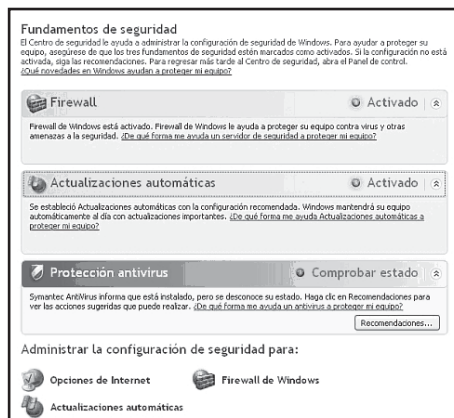 Fundamentos de seguridad
El Centro de seguridad le ayuda a administrar la configuración de seguridad de Windows. Para ayudar a proteger su
equipo, asegúrese de que los tres fundamentos de seguridad estén marcados como activados. Si la configuración no está
activada, siga las recomendaciones. Para regresar más tarde al Centro de seguridad, abra el Panel de control.
¿Qué novedades en Windows ayudan a proteger mi equipo?
Firewall Activado
Firewall de Windows está activado. Firewall de Windows le ayuda a proteger su equipo contra virus y otras
amenazas a la seguridad. ¿De qué forma me ayuda un servidor de seguridad a proteger mi equipo?
Actualizaciones automáticas Activado
Se estableció Actualizaciones automáticas con la configuración recomendada. Windows mantendrá su equipo
automáticamente al día con actualizaciones importantes. ¿De qué forma me ayuda Actualizaciones automáticas a
proteger mi equipo?
Protección antivirus Comprobar estado
Symantec AntiVirus informa que está instalado, pero se desconoce su estado. Haga clic en Recomendaciones para
ver las acciones sugeridas que puede realizar. ¿De qué forma me ayuda un antivirus a proteger mi equipo?
Recomendaciones...
Administrar la configuración de seguridad para:
Opciones de Internet Firewall de Windows
Actualizaciones automáticas